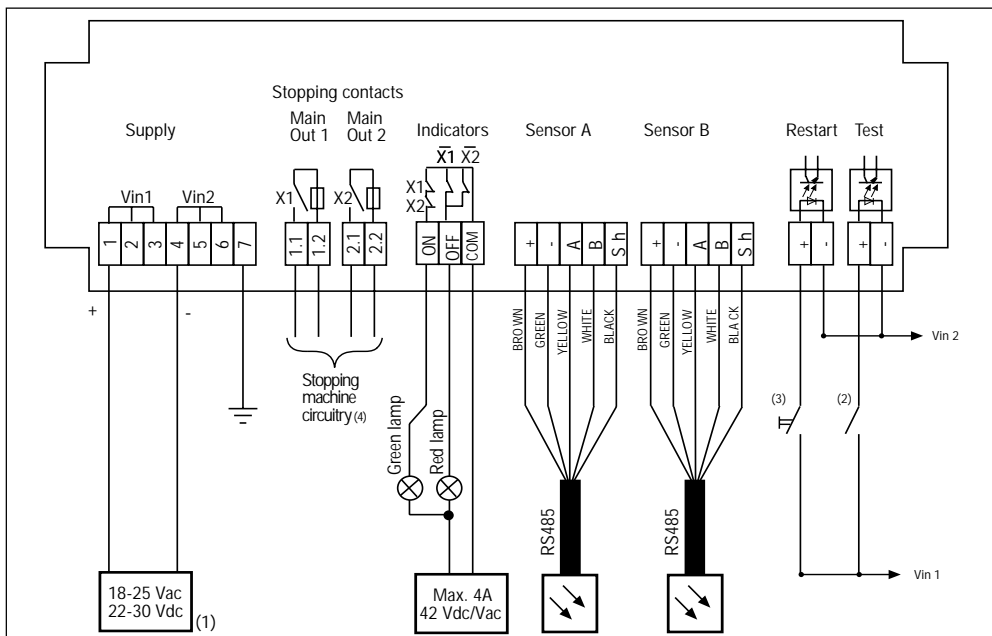 Stopping contacts
Supply
Main
Out 1
Main
Out 2
Indicators
Sensor A
Sensor B
Restart
Test
X1 X2
Vin1
Vin2
X1
X2
X1
X2
1 2 3 4 5 6 7
1.1 1.2
2.1 2.2
ON OFF COM
+ - A B S h
+ - A B S h
+ -
+ -
+
-
BROWN
GREEN
YELLOW
WHITE
BLACK
BROWN
GREEN
YELLOW
WHITE
BLACK
Vin 2
Stopping
machine
circuitry (4)
Green lamp
Red lamp
(3)
(2)
RS485
RS485
Vin 1
18-25 Vac
22-30 Vdc
(1)
Max. 4A
42 Vdc/Vac